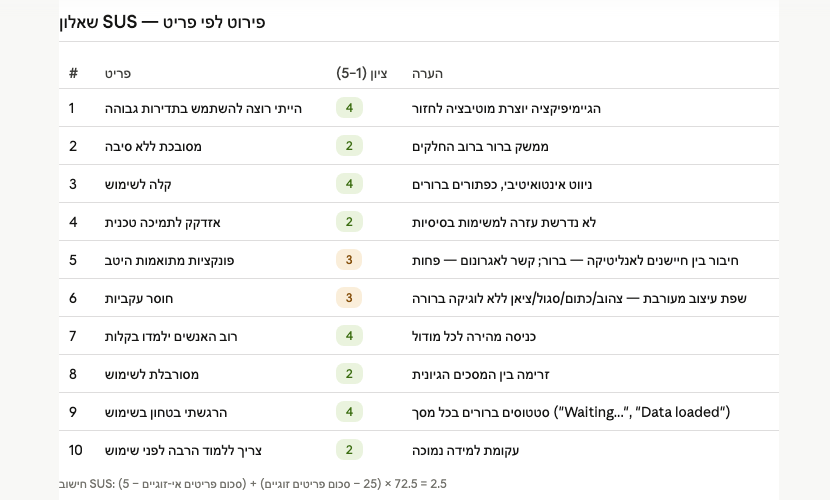 שאלון SUS — פירוט לפי פריט
# פריט ציון (1–5) הערה
1 הייתי רוצה להשתמש בתדירות גבוהה 4 הגיימיפיקציה יוצרת מוטיבציה לחזור
2 מסובכת ללא סיבה 2 ממשק ברור ברוב החלקים
3 קלה לשימוש 4 ניווט אינטואיטיבי, כפתורים ברורים
4 אזדקק לתמיכה טכנית 2 לא נדרשת עזרה למשימות בסיסיות
5 פונקציות מתואמות היטב 3 חיבור בין חיישנים לאנליטיקה — ברור; קשר לאגרונום — פחות
6 חוסר עקביות 3 שפת עיצוב מעורבת — צהוב/כתום/סגול/ציאן ללא לוגיקה ברורה
7 רוב האנשים ילמדו בקלות 4 כניסה מהירה לכל מודול
8 מסורבלת לשימוש 2 זרימה בין המסכים הגיונית
9 הרגשתי בטחון בשימוש 4 סטטוסים ברורים בכל מסך ("Waiting...", "Data loaded")
10 צריך ללמוד הרבה לפני שימוש 2 עקומת למידה נמוכה
חישוב SUS: (סכום פריטים אי-זוגיים − 5) + (25 − סכום פריטים זוגיים) × 2.5 = 72.5